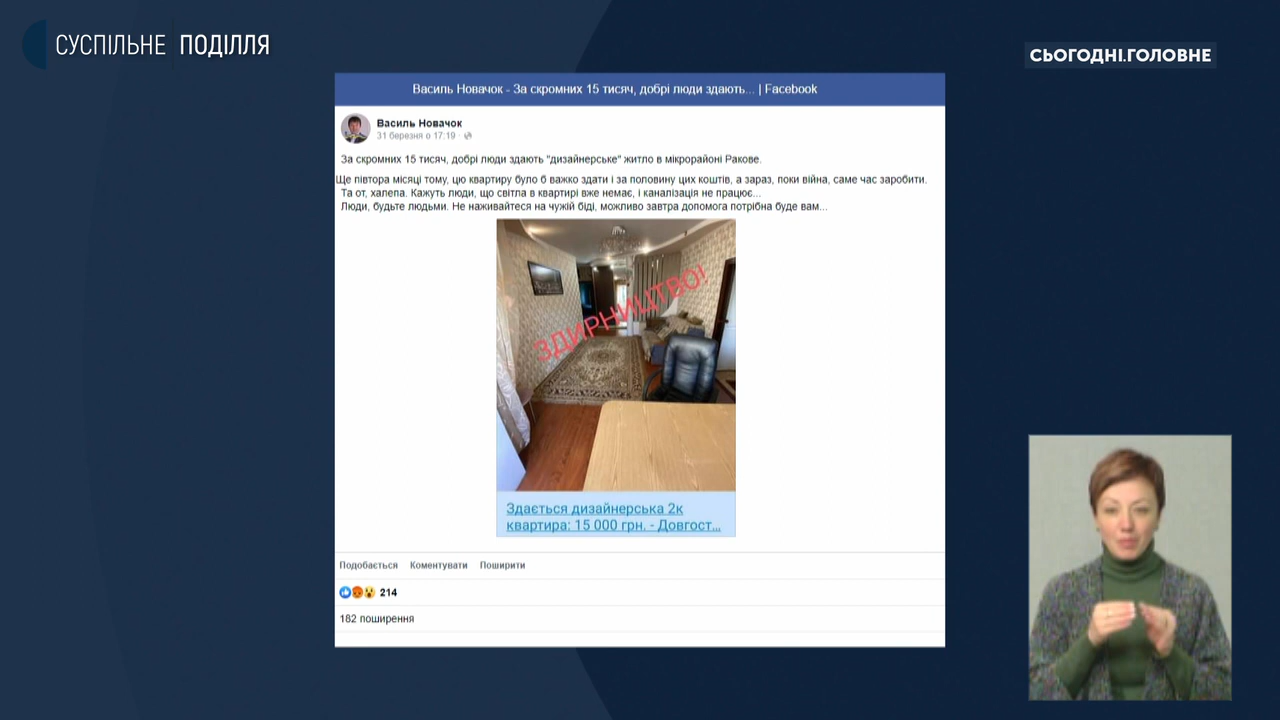 СУСПІЛЬНЕ ПОДІЛЛЯ
СЬОГОДНІ.ГОЛОВНЕ
Василь Новачок - За скромних 15 тисяч, добрі люди здають... | Facebook
Василь Новачок
31 березня о 17:19
За скромних 15 тисяч, добрі люди здають "дизайнерське" житло в мікрорайоні Ракове.
Ще півтора місяці тому, цю квартиру було б важко здати і за половину цих коштів, а зараз, поки війна, саме час заробити.
Та от, халепа. Кажуть люди, що світла в квартирі вже немає, і каналізація не працює...
Люди, будьте людьми. Не наживайтеся на чужій біді, можливо завтра допомога потрібна буде вам...
ЗДИРНИЦТВО!
Здається дизайнерська 2к
квартира: 15 000 грн. - Довгост...
Подобається Коментувати Поширити
214
182 поширення